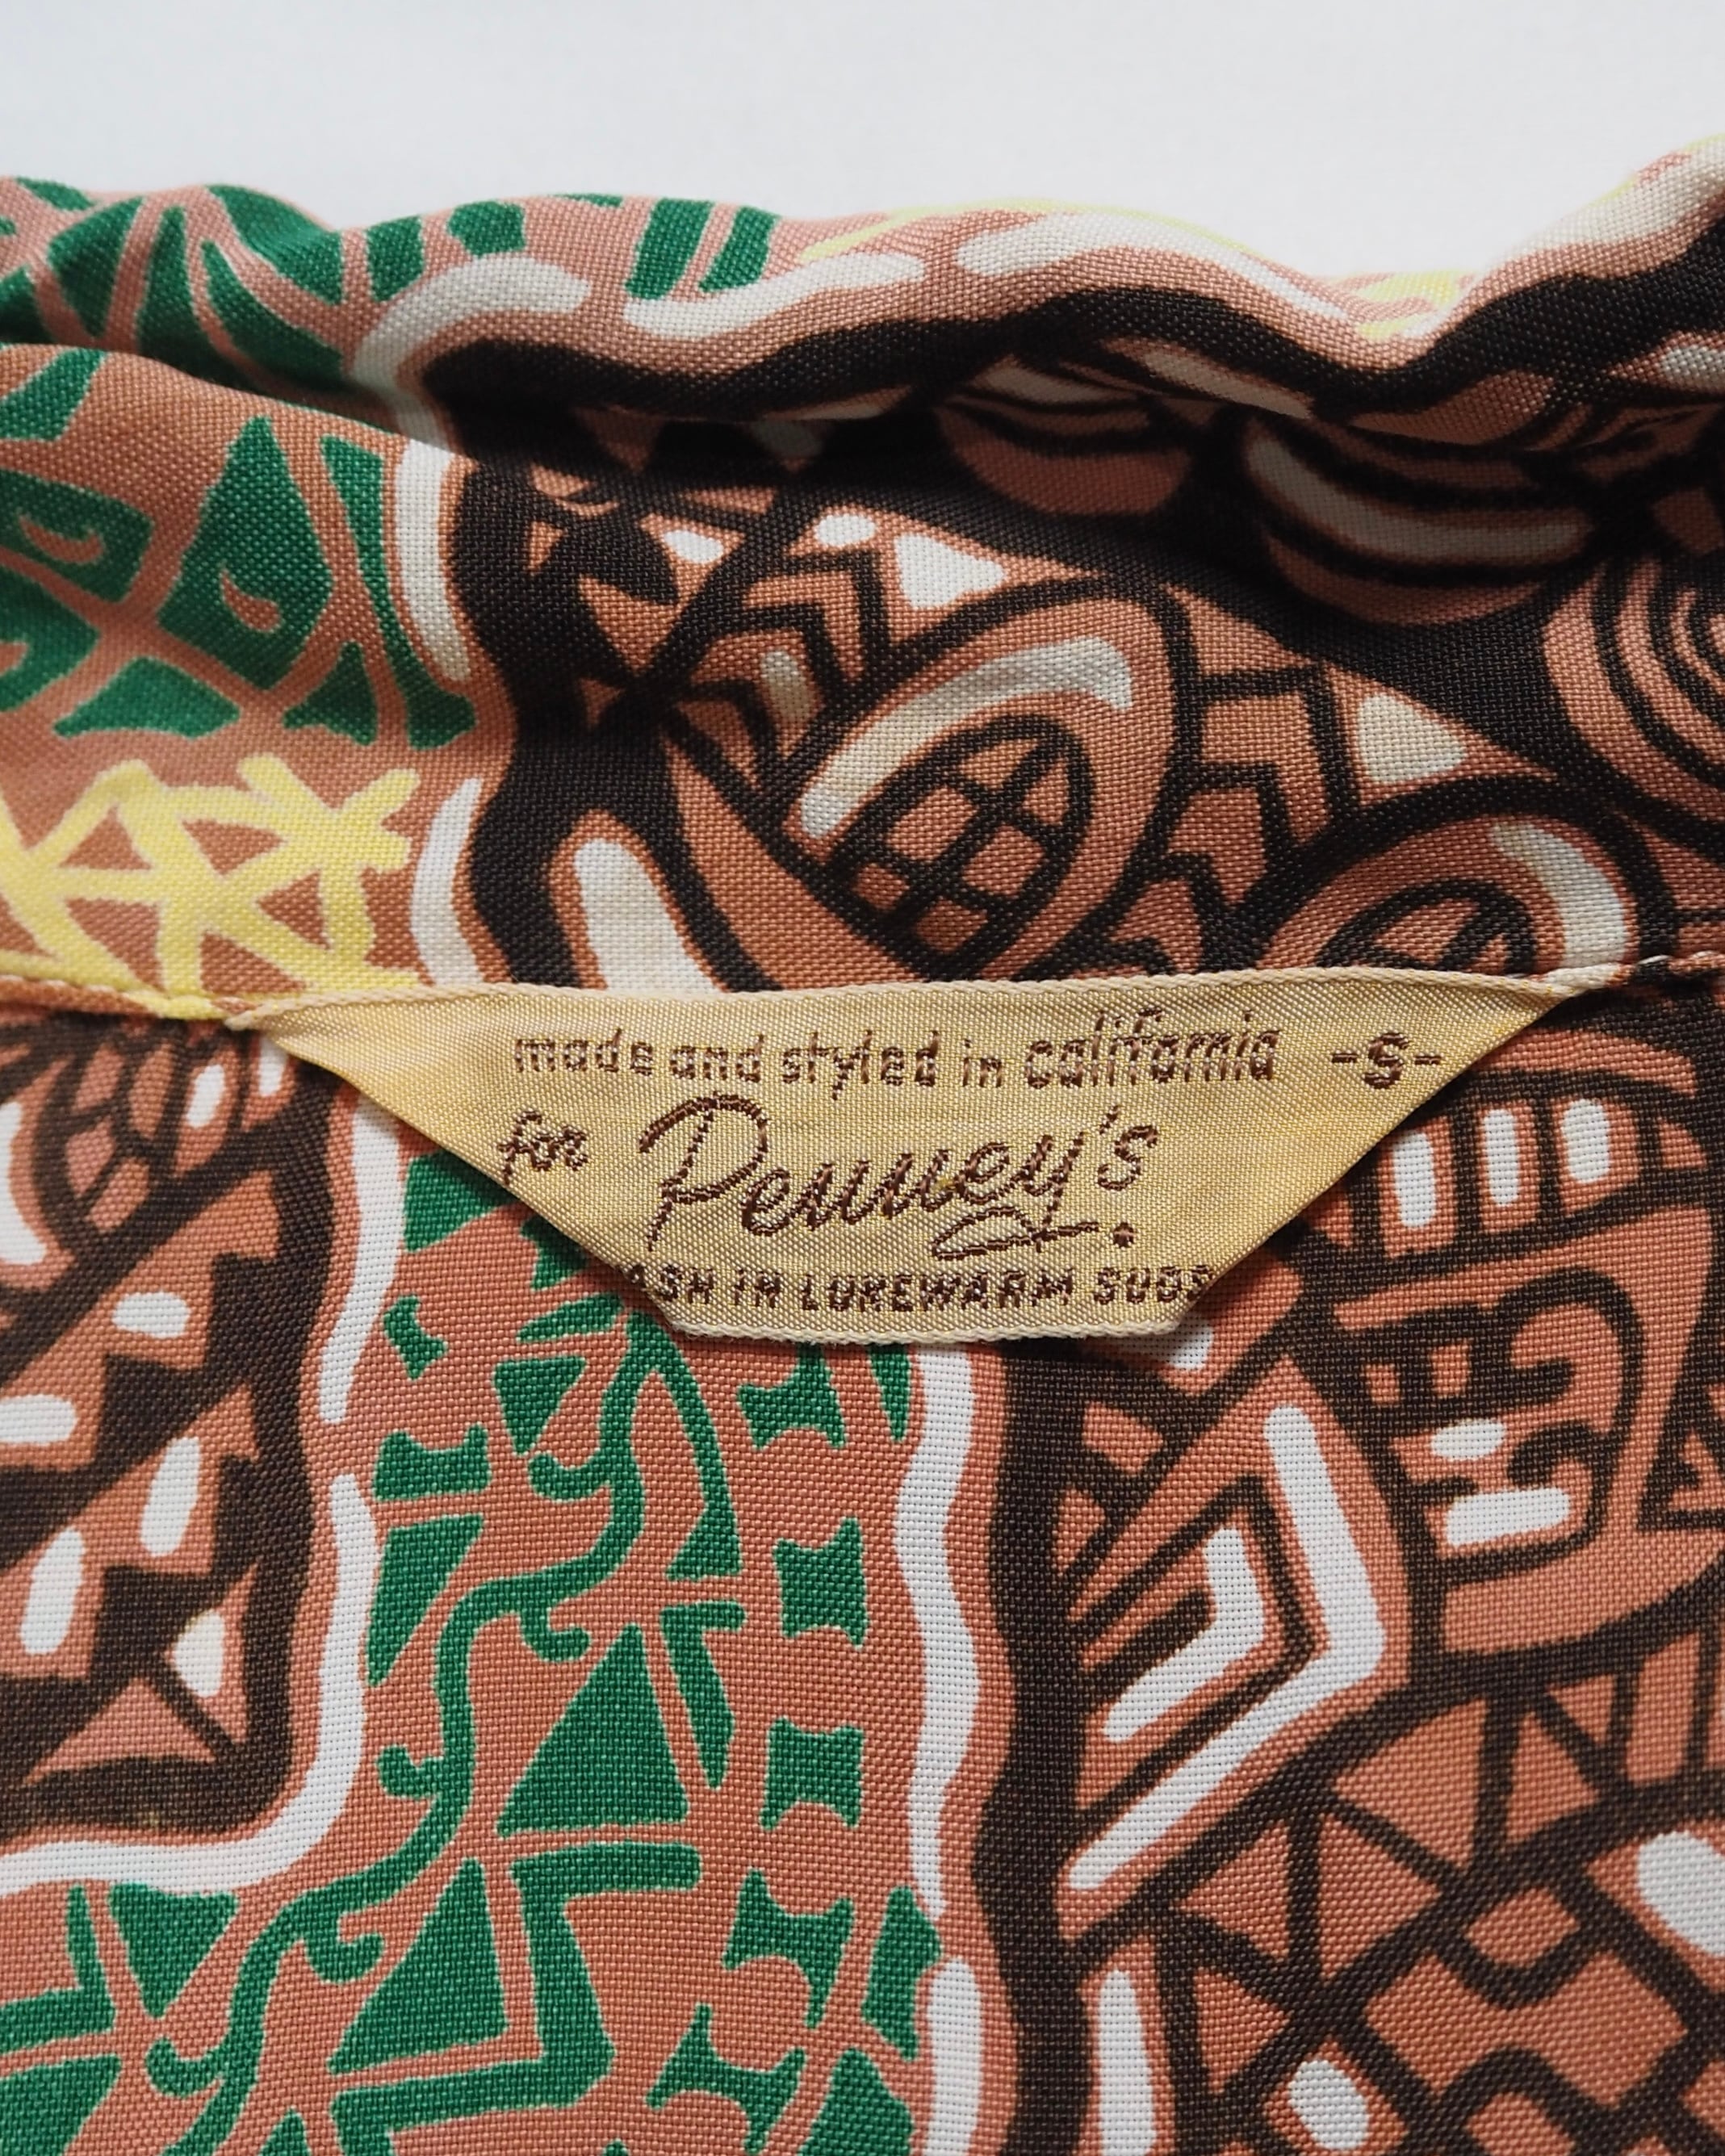 made and styled in california -S-
for Penney's
ASH IN LUKEWARM SUDS